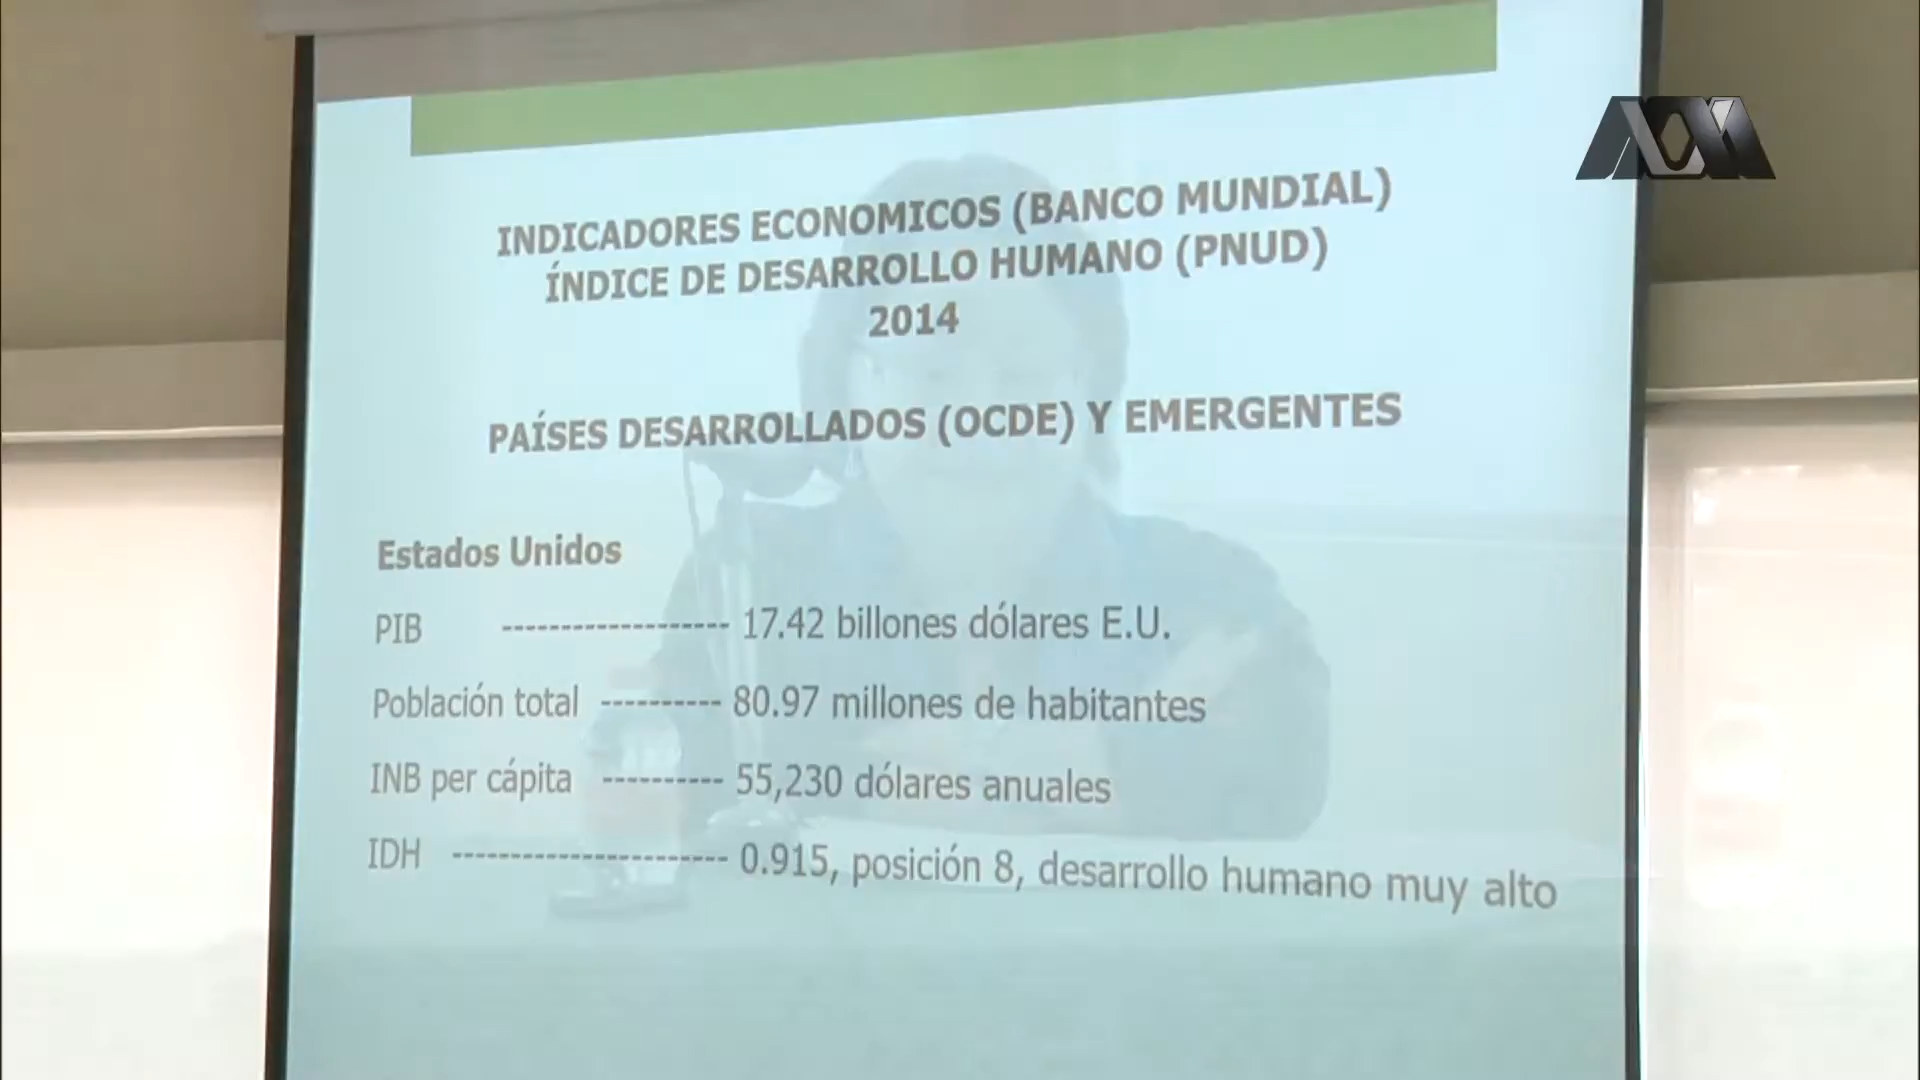 INDICADORES ECONOMICOS (BANCO MUNDIAL)
ÍNDICE DE DESARROLLO HUMANO (PNUD)
2014
PAÍSES DESARROLLADOS (OCDE) Y EMERGENTES
Estados Unidos
PIB ------------------- 17.42 billones dólares E.U.
Población total ---------- 80.97 millones de habitantes
INB per cápita ---------- 55,230 dólares anuales
IDH ----------------------- 0.915, posición 8, desarrollo humano muy alto